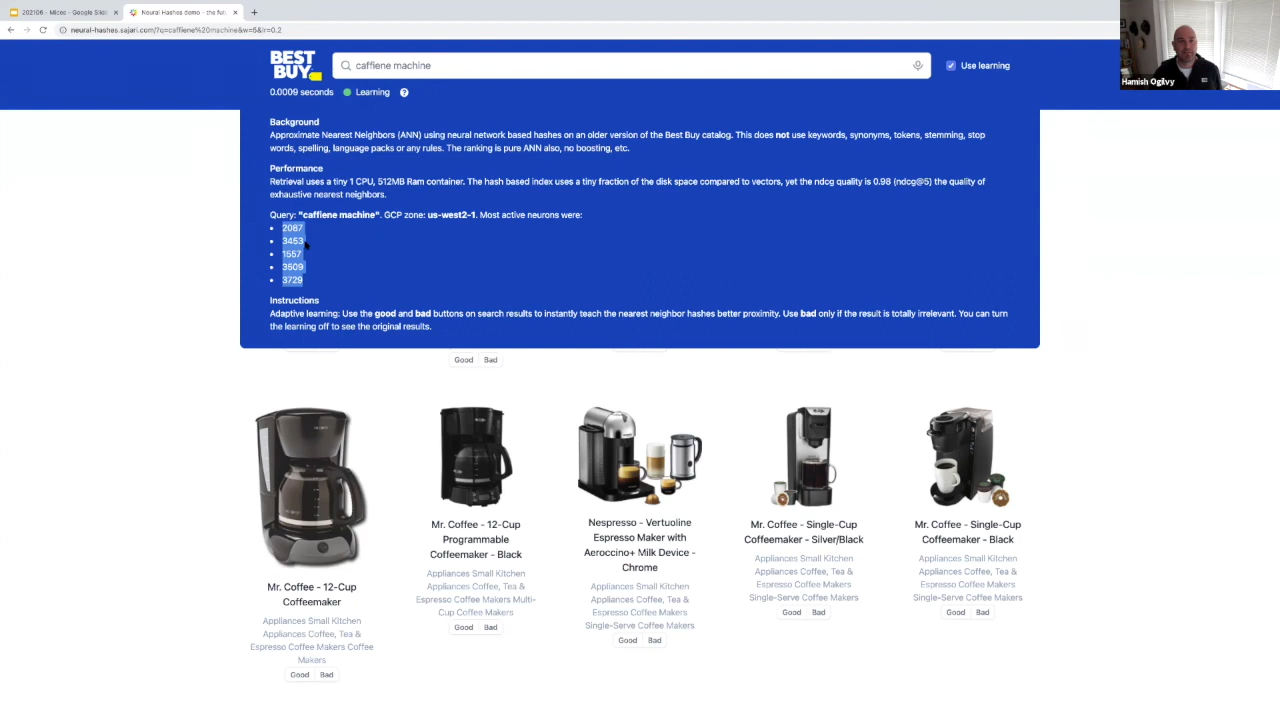 202106 - Mices - Google Slide
Neural Hashes demo - the futu
neural-hashes.sajari.com/?q=caffiene%20machine&w=5&lr=0.2
BEST
BUY
caffiene machine
Use learning
0.0009 seconds
Learning
?
Hamish Ogilvy
Background
Approximate Nearest Neighbors (ANN) using neural network based hashes on an older version of the Best Buy catalog. This does not use keywords, synonyms, tokens, stemming, stop
words, spelling, language packs or any rules. The ranking is pure ANN also, no boosting, etc.
Performance
Retrieval uses a tiny 1 CPU, 512MB Ram container. The hash based index uses a tiny fraction of the disk space compared to vectors, yet the ndcg quality is 0.98 (ndcg@5) the quality of
exhaustive nearest neighbors.
Query: "caffiene machine". GCP zone: us-west2-1. Most active neurons were:
• 2087
• 3453
• 1557
• 3509
• 3729
Instructions
Adaptive learning: Use the good and bad buttons on search results to instantly teach the nearest neighbor hashes better proximity. Use bad only if the result is totally irrelevant. You can turn
the learning off to see the original results.
Good Bad
Mr. Coffee - 12-Cup
Coffeemaker
Appliances Small Kitchen
Appliances Coffee, Tea &
Espresso Coffee Makers Coffee
Makers
Good Bad
Mr. Coffee - 12-Cup
Programmable
Coffeemaker - Black
Appliances Small Kitchen
Appliances Coffee, Tea &
Espresso Coffee Makers Multi-
Cup Coffee Makers
Good Bad
Nespresso - Vertuoline
Espresso Maker with
Aeroccino+ Milk Device -
Chrome
Appliances Small Kitchen
Appliances Coffee, Tea &
Espresso Coffee Makers
Single-Serve Coffee Makers
Good Bad
Mr. Coffee - Single-Cup
Coffeemaker - Silver/Black
Appliances Small Kitchen
Appliances Coffee, Tea &
Espresso Coffee Makers
Single-Serve Coffee Makers
Good Bad
Mr. Coffee - Single-Cup
Coffeemaker - Black
Appliances Small Kitchen
Appliances Coffee, Tea &
Espresso Coffee Makers
Single-Serve Coffee Makers
Good Bad